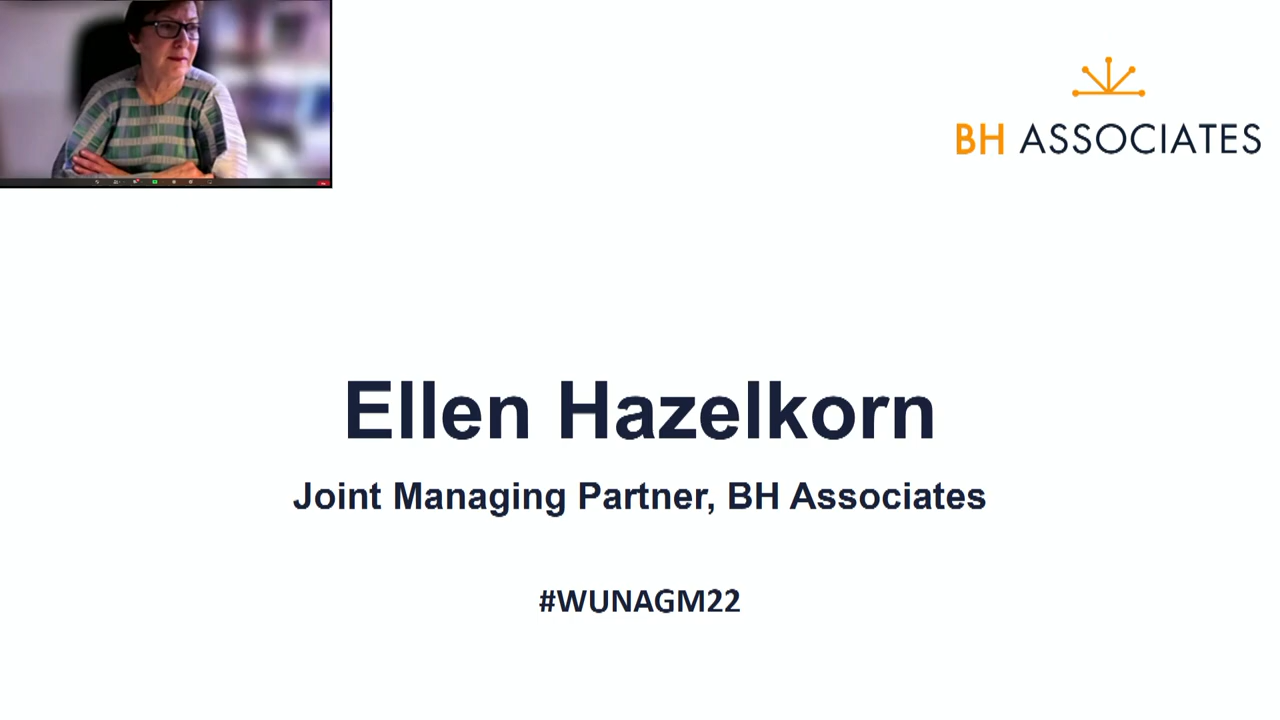 BH ASSOCIATES
Ellen Hazelkorn
Joint Managing Partner, BH Associates
#WUNAGM22